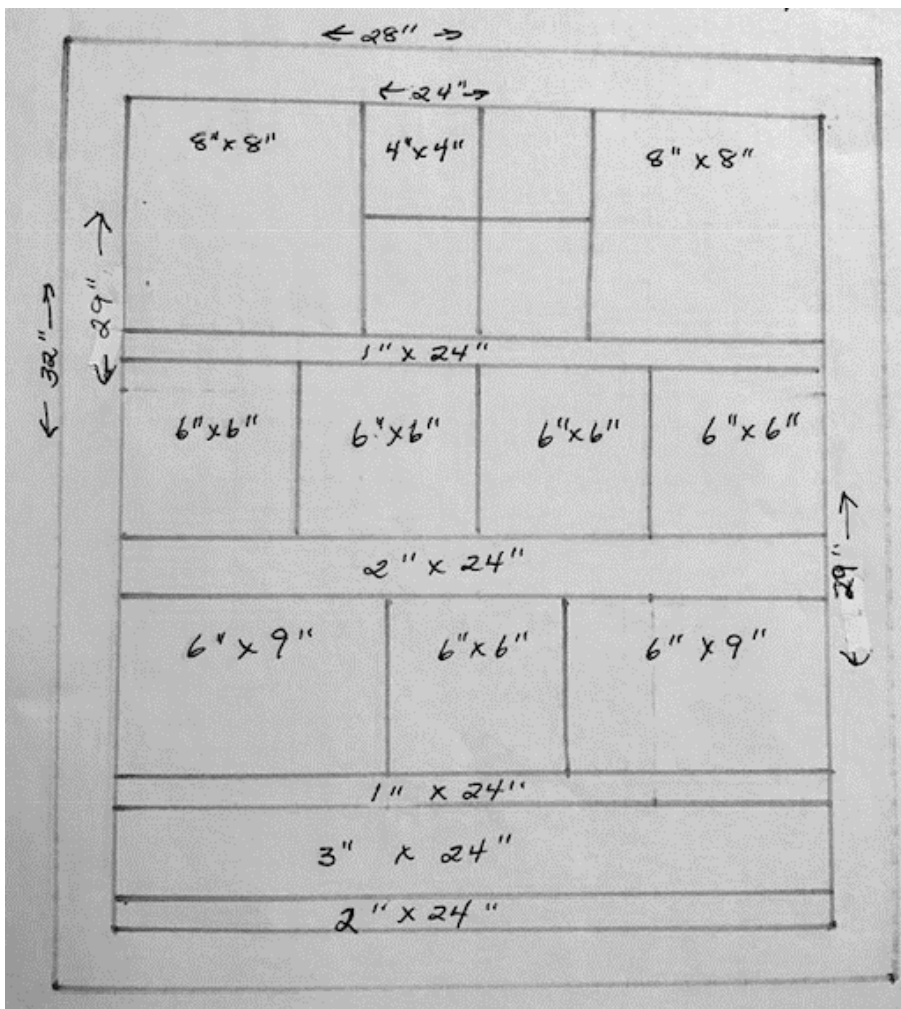 ← 28" →
← 24" →
8" x 8"
4" x 4"
8" x 8"
← 29" →
← 32" →
1" x 24"
6" x 6"
6" x 6"
6" x 6"
6" x 6"
2" x 24"
← 29" →
6" x 9"
6" x 6"
6" x 9"
1" x 24"
3" x 24"
2" x 24"